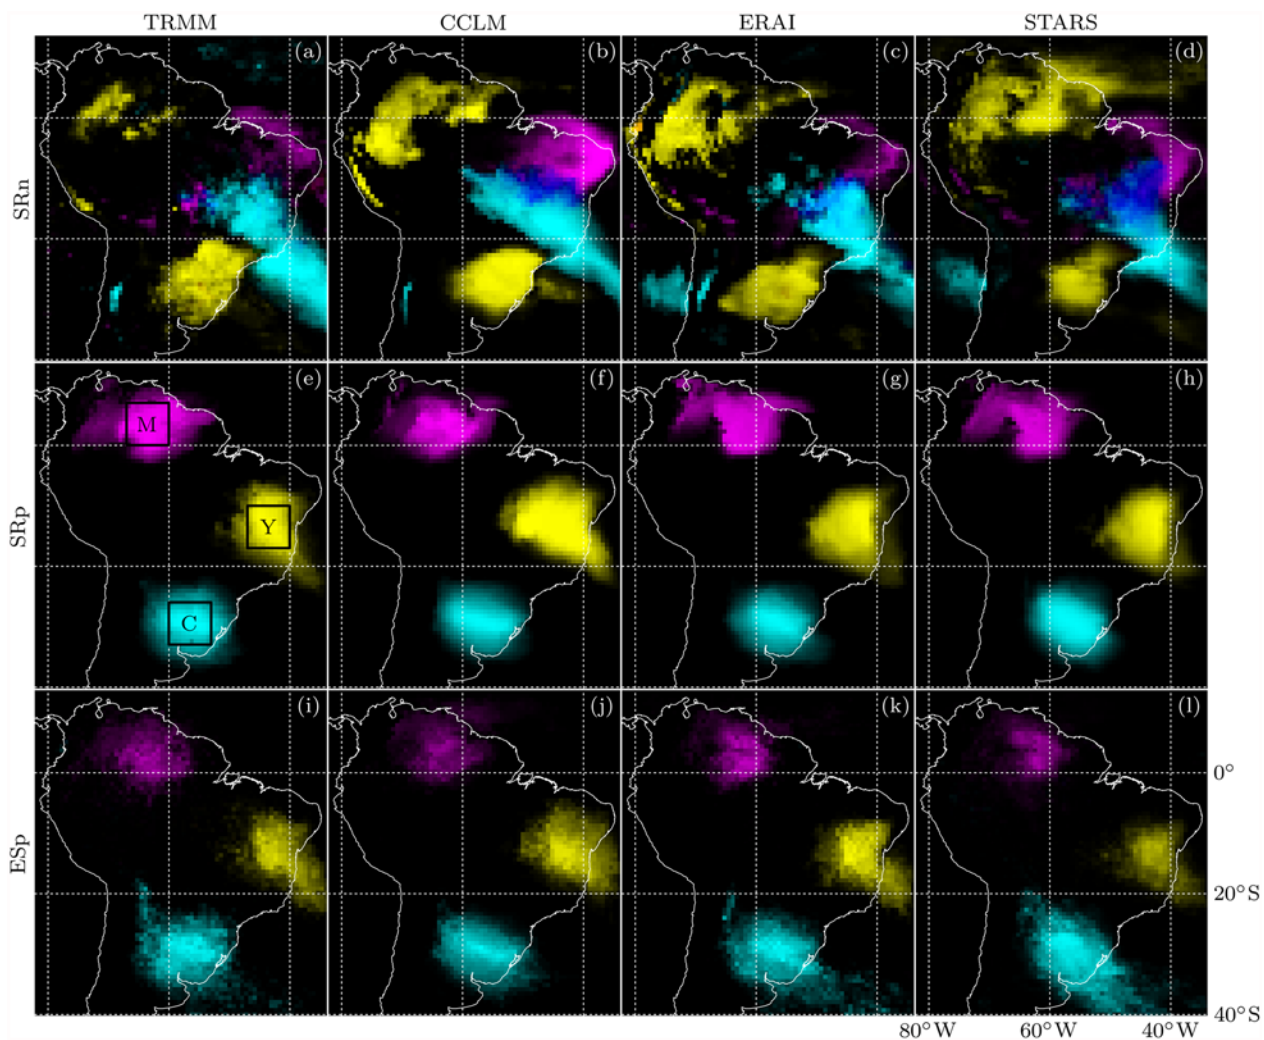 TRMM CCLM ERAI STARS
SRn (a) (b) (c) (d)
SRp (e) (f) (g) (h)
M
Y
C
ESp (i) (j) (k) (l)
0°
20°S
40°S
80°W 60°W 40°W